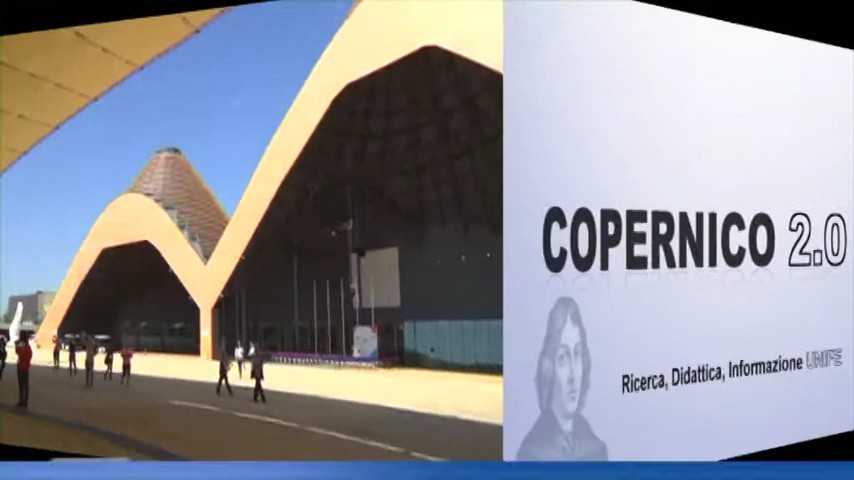 COPERNICO 2.0
Ricerca, Didattica, Informazione UNIFE